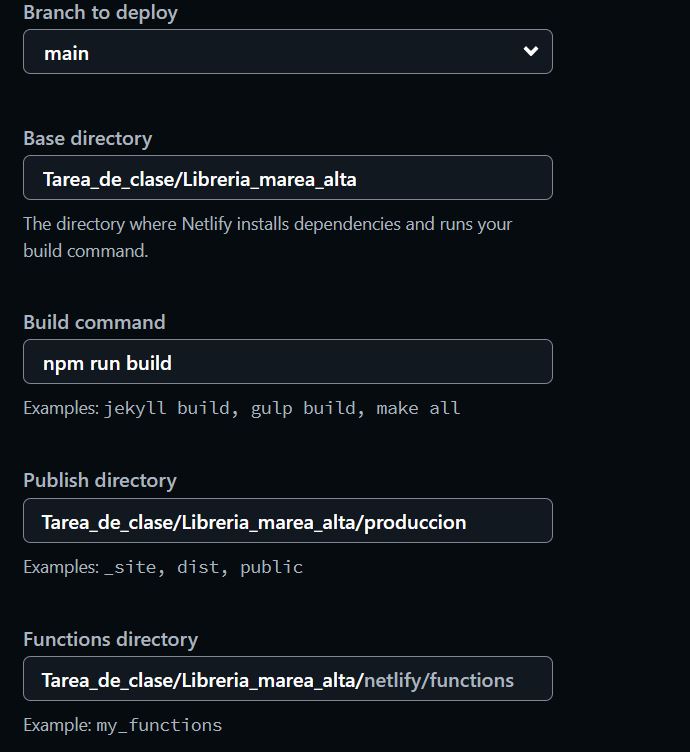 Branch to deploy
main
Base directory
Tarea_de_clase/Libreria_marea_alta
The directory where Netlify installs dependencies and runs your
build command.
Build command
npm run build
Examples: jekyll build, gulp build, make all
Publish directory
Tarea_de_clase/Libreria_marea_alta/produccion
Examples: _site, dist, public
Functions directory
Tarea_de_clase/Libreria_marea_alta/netlify/functions
Example: my_functions